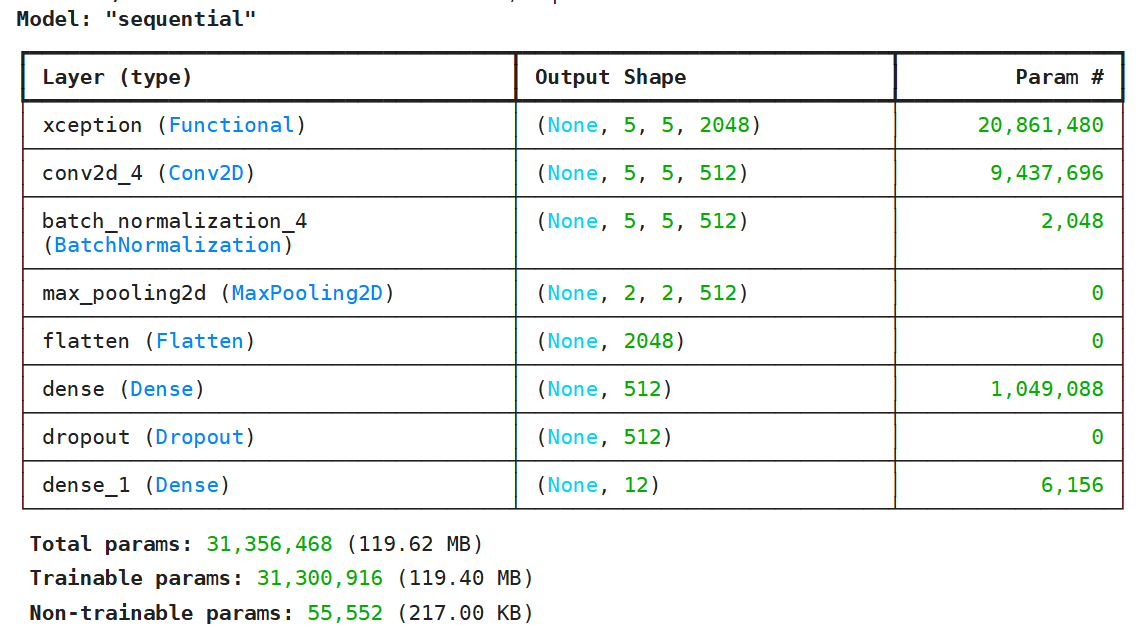 Model: "sequential"
Layer (type) Output Shape Param #
xception (Functional) (None, 5, 5, 2048) 20,861,480
conv2d_4 (Conv2D) (None, 5, 5, 512) 9,437,696
batch_normalization_4 (None, 5, 5, 512) 2,048
(BatchNormalization)
max_pooling2d (MaxPooling2D) (None, 2, 2, 512) 0
flatten (Flatten) (None, 2048) 0
dense (Dense) (None, 512) 1,049,088
dropout (Dropout) (None, 512) 0
dense_1 (Dense) (None, 12) 6,156
Total params: 31,356,468 (119.62 MB)
Trainable params: 31,300,916 (119.40 MB)
Non-trainable params: 55,552 (217.00 KB)